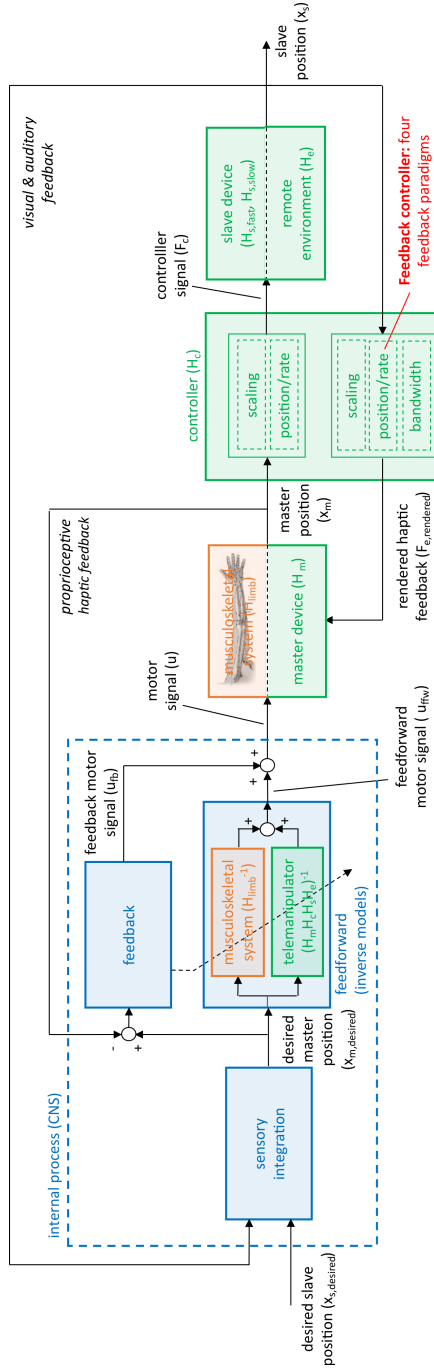 visual & auditory
feedback
proprioceptive
haptic feedback
internal process (CNS)
desired slave
position (xs,desired)
sensory
integration
desired
master
position
(xm,desired)
-
+
feedback
feedback motor
signal (ufb)
musculoskeletal
system (Hlimb-1)
telemanipulator
(HmHcHsHe)-1
+
+
feedforward
(inverse models)
+
+
feedforward
motor signal ( uffw)
motor
signal (u)
musculoskeletal
system (Hlimb)
master device (Hm)
master
position
(xm)
rendered haptic
feedback (Fe,rendered)
controller (Hc)
scaling
position/rate
scaling
position/rate
bandwidth
Feedback controller: four
feedback paradigms
controlller
signal (Fc)
slave device
(Hs,fast, Hs,slow)
remote
environment (He)
slave
position (xs)